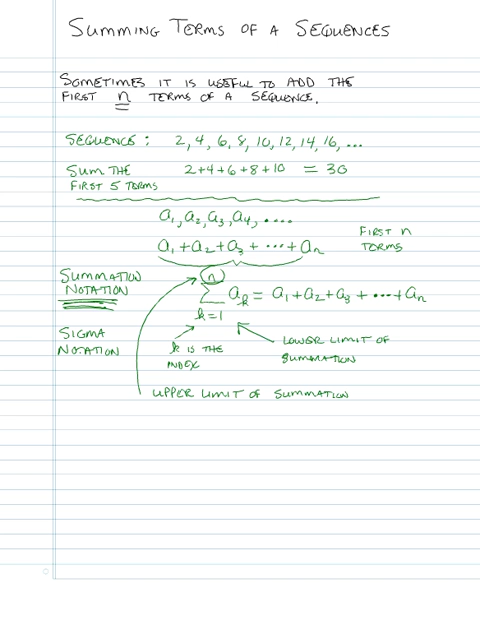 SUMMING TERMS OF A SEQUENCES
SOMETIMES IT IS USEFUL TO ADD THE
FIRST n TERMS OF A SEQUENCE.
SEQUENCE: 2, 4, 6, 8, 10, 12, 14, 16, ...
SUM THE 2+4+6+8+10 = 30
FIRST 5 TERMS
a₁, a₂, a₃, a₄, ....
FIRST n
a₁ + a₂ + a₃ + ... + aₙ TERMS
SUMMATION n
NOTATION ∑ aₖ = a₁ + a₂ + a₃ + ... + aₙ
k=1
SIGMA
NOTATION
k IS THE
INDEX
LOWER LIMIT OF
SUMMATION
UPPER LIMIT OF SUMMATION